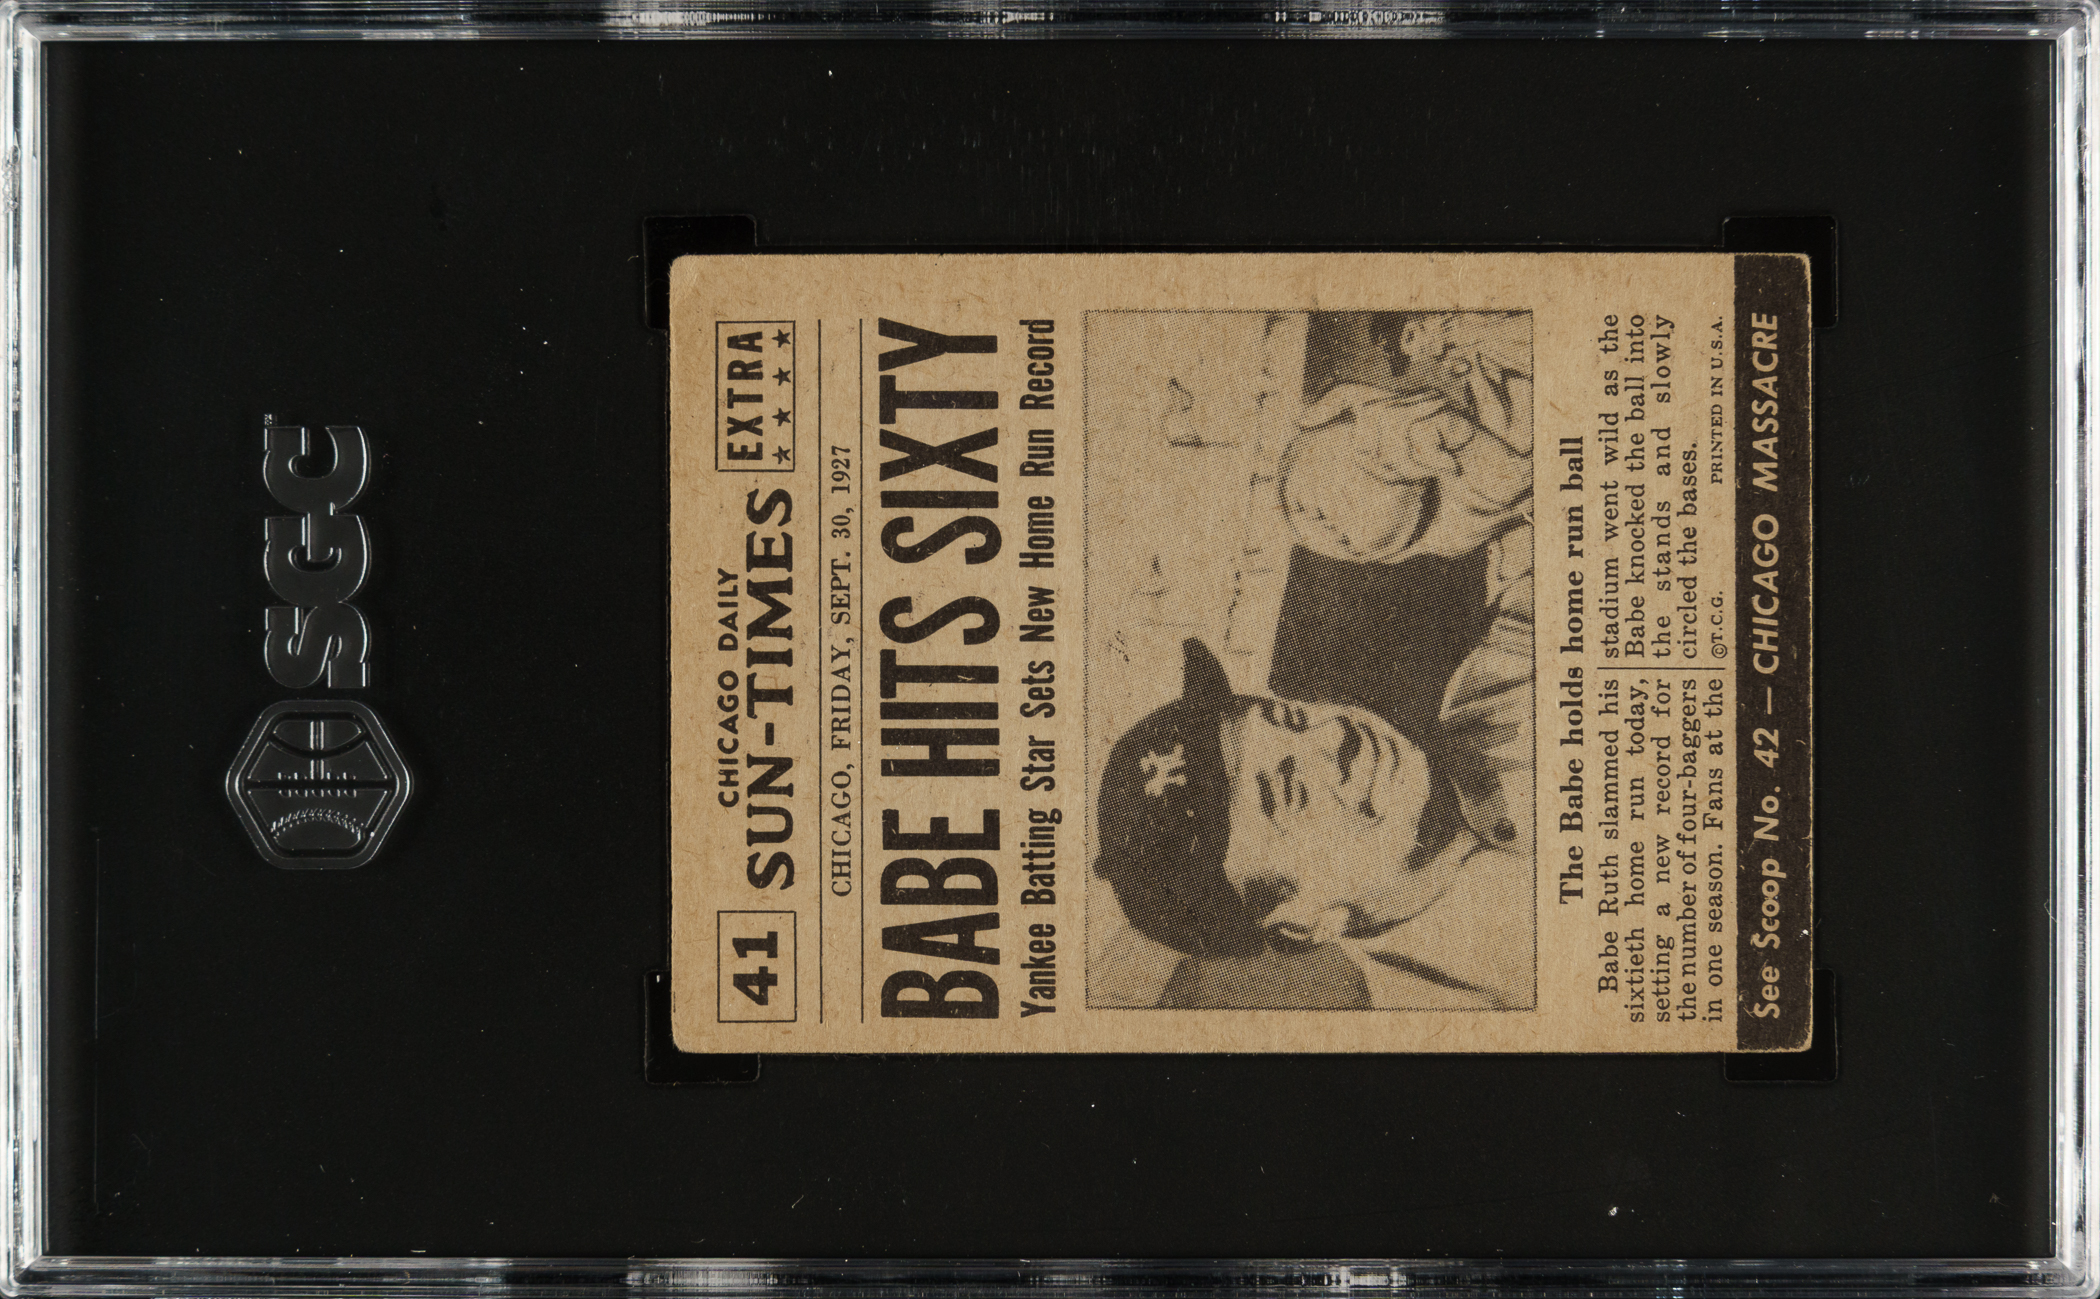 SGC
41
CHICAGO DAILY
SUN-TIMES
EXTRA
CHICAGO, FRIDAY, SEPT. 30, 1927
BABE HITS SIXTY
Yankee Batting Star Sets New Home Run Record
NY
The Babe holds home run ball
Babe Ruth slammed his
sixtieth home run today,
setting a new record for
the number of four-baggers
in one season. Fans at the
stadium went wild as the
Babe knocked the ball into
the stands and slowly
circled the bases.
©T.C.G. PRINTED IN U.S.A.
See Scoop No. 42 — CHICAGO MASSACRE